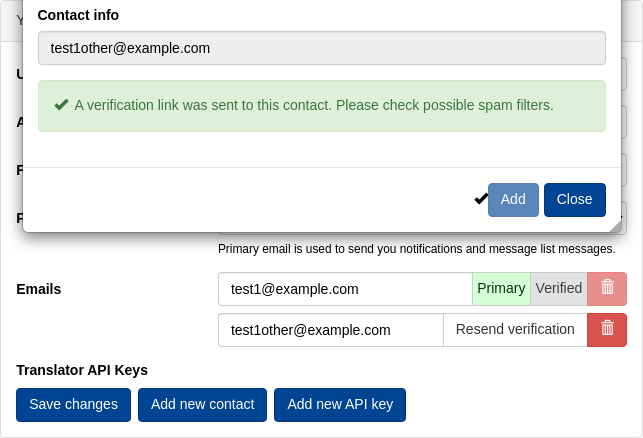 Contact info
test1other@example.com
A verification link was sent to this contact. Please check possible spam filters.
Add
Close
Primary email is used to send you notifications and message list messages.
Emails
test1@example.com
Primary
Verified
test1other@example.com
Resend verification
Translator API Keys
Save changes
Add new contact
Add new API key